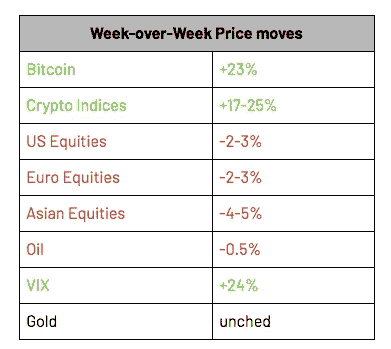 Week-over-Week Price moves
Bitcoin +23%
Crypto Indices +17-25%
US Equities -2-3%
Euro Equities -2-3%
Asian Equities -4-5%
Oil -0.5%
VIX +24%
Gold unched